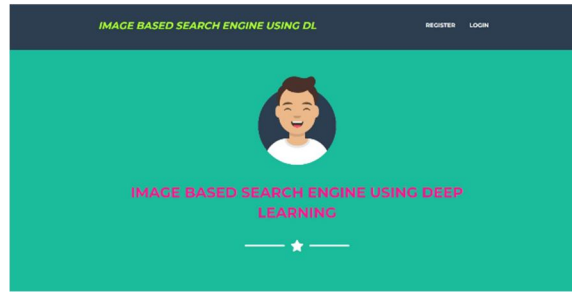 IMAGE BASED SEARCH ENGINE USING DL
REGISTER LOGIN
IMAGE BASED SEARCH ENGINE USING DEEP
LEARNING